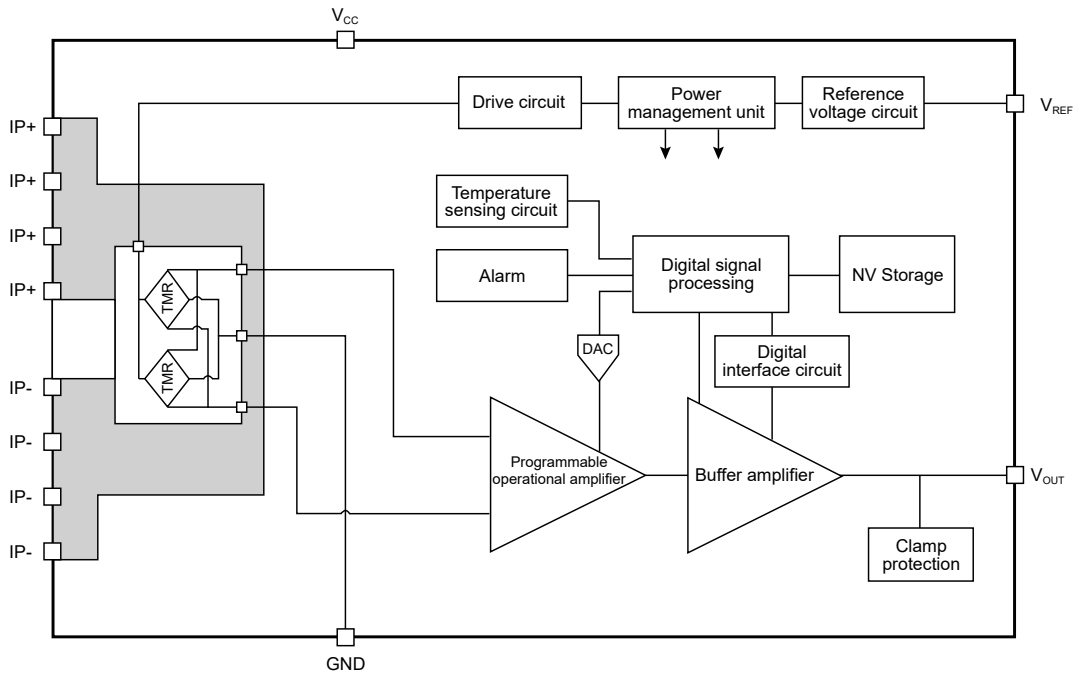 VCC
Drive circuit
Power
management unit
Reference
voltage circuit
VREF
IP+
IP+
IP+
IP+
IP-
IP-
IP-
IP-
TMR
TMR
Temperature
sensing circuit
Alarm
Digital signal
processing
NV Storage
DAC
Digital
interface circuit
Programmable
operational amplifier
Buffer amplifier
VOUT
Clamp
protection
GND